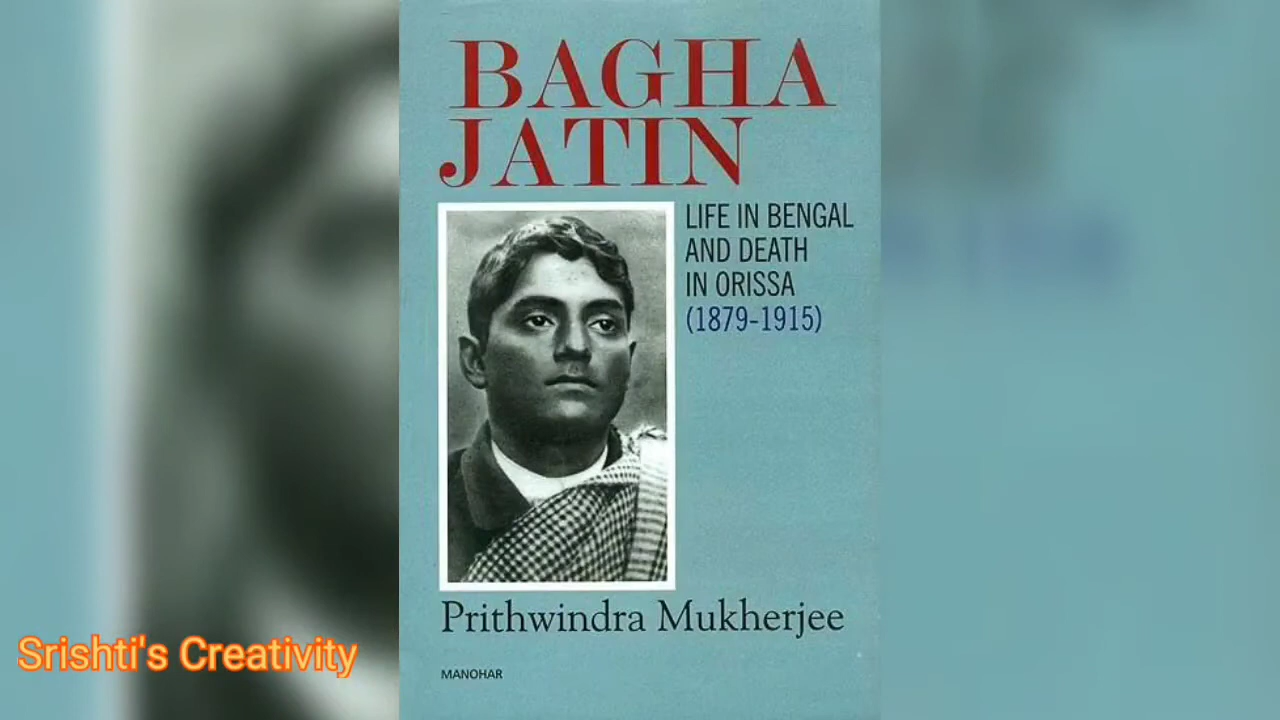 BAGHA
JATIN
LIFE IN BENGAL
AND DEATH
IN ORISSA
(1879-1915)
Prithwindra Mukherjee
MANOHAR
Srishti's Creativity